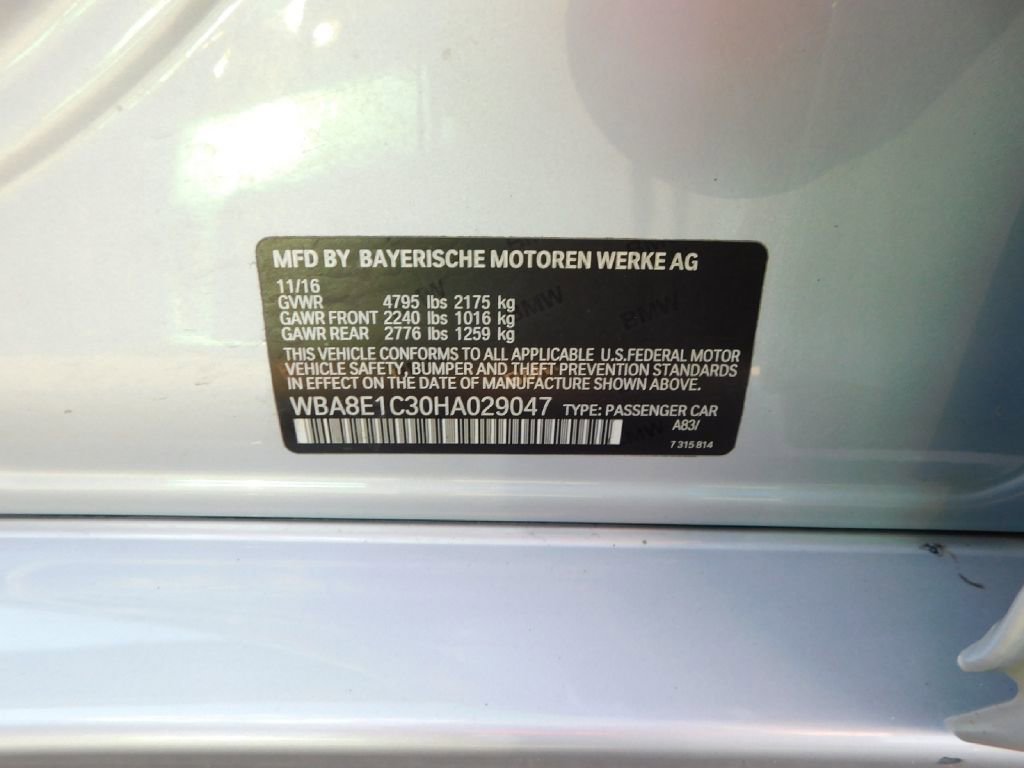 MFD BY BAYERISCHE MOTOREN WERKE AG
11/16
GVWR 4795 lbs 2175 kg
GAWR FRONT 2240 lbs 1016 kg
GAWR REAR 2776 lbs 1259 kg
THIS VEHICLE CONFORMS TO ALL APPLICABLE U.S.FEDERAL MOTOR
VEHICLE SAFETY, BUMPER AND THEFT PREVENTION STANDARDS
IN EFFECT ON THE DATE OF MANUFACTURE SHOWN ABOVE.
WBA8E1C30HA029047 TYPE: PASSENGER CAR
A83/
7 315 814
BMW
BMW